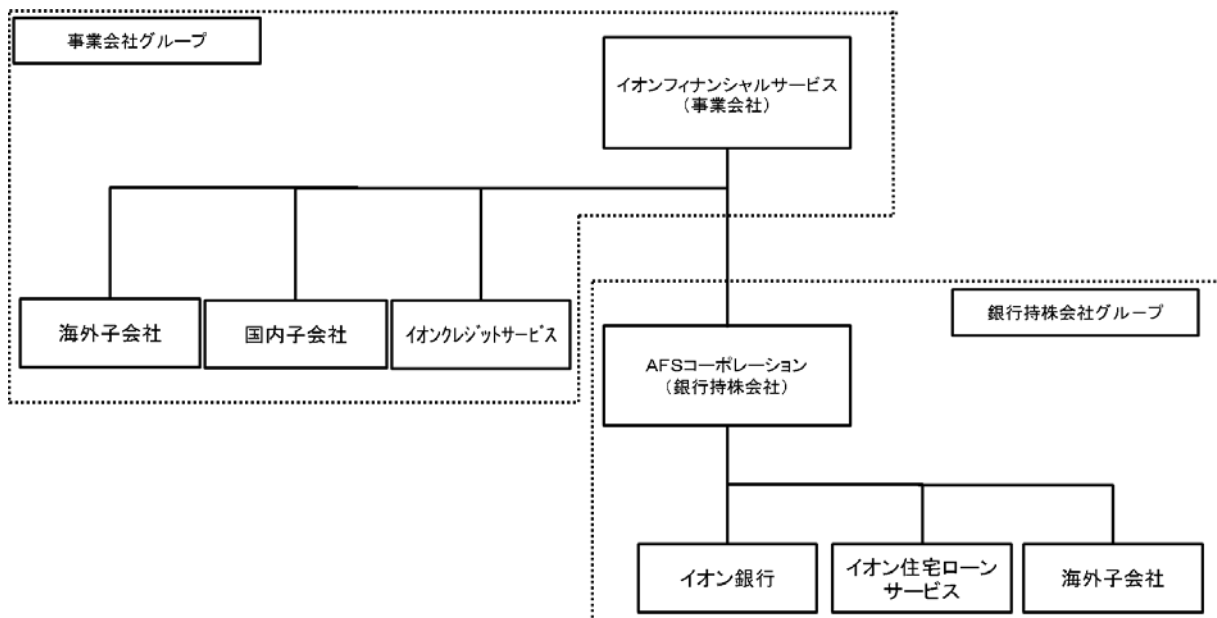 事業会社グループ
イオンフィナンシャルサービス
（事業会社）
海外子会社
国内子会社
ｲｵﾝｸﾚｼﾞｯﾄｻｰﾋﾞｽ
銀行持株会社グループ
ＡＦＳコーポレーション
（銀行持株会社）
イオン銀行
イオン住宅ローン
サービス
海外子会社